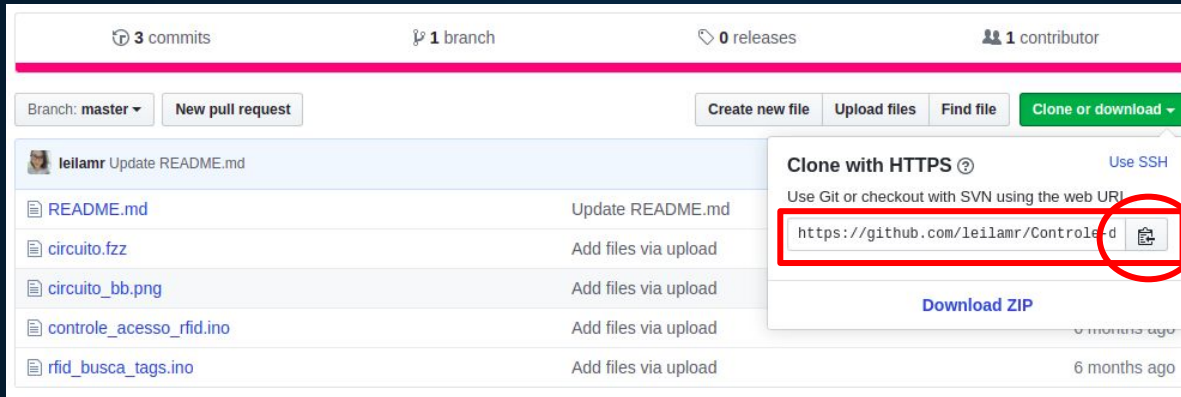 3 commits 1 branch 0 releases 1 contributor
Branch: master New pull request Create new file Upload files Find file Clone or download
leilamr Update README.md
Clone with HTTPS Use SSH
Use Git or checkout with SVN using the web URL
https://github.com/leilamr/Controle-d
Download ZIP
README.md Update README.md
circuito.fzz Add files via upload
circuito_bb.png Add files via upload
controle_acesso_rfid.ino Add files via upload 6 months ago
rfid_busca_tags.ino Add files via upload 6 months ago